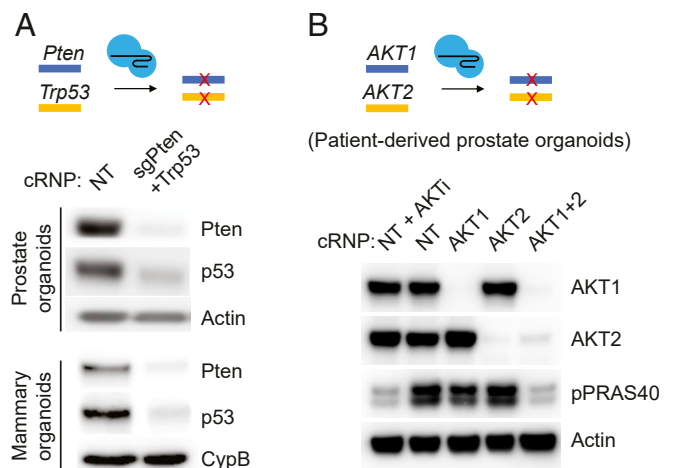 A
Pten
Trp53
cRNP: NT sgPten +Trp53
Prostate organoids
Pten
p53
Actin
Mammary organoids
Pten
p53
CypB
B
AKT1
AKT2
(Patient-derived prostate organoids)
cRNP: NT + AKTi NT AKT1 AKT2 AKT1+2
AKT1
AKT2
pPRAS40
Actin